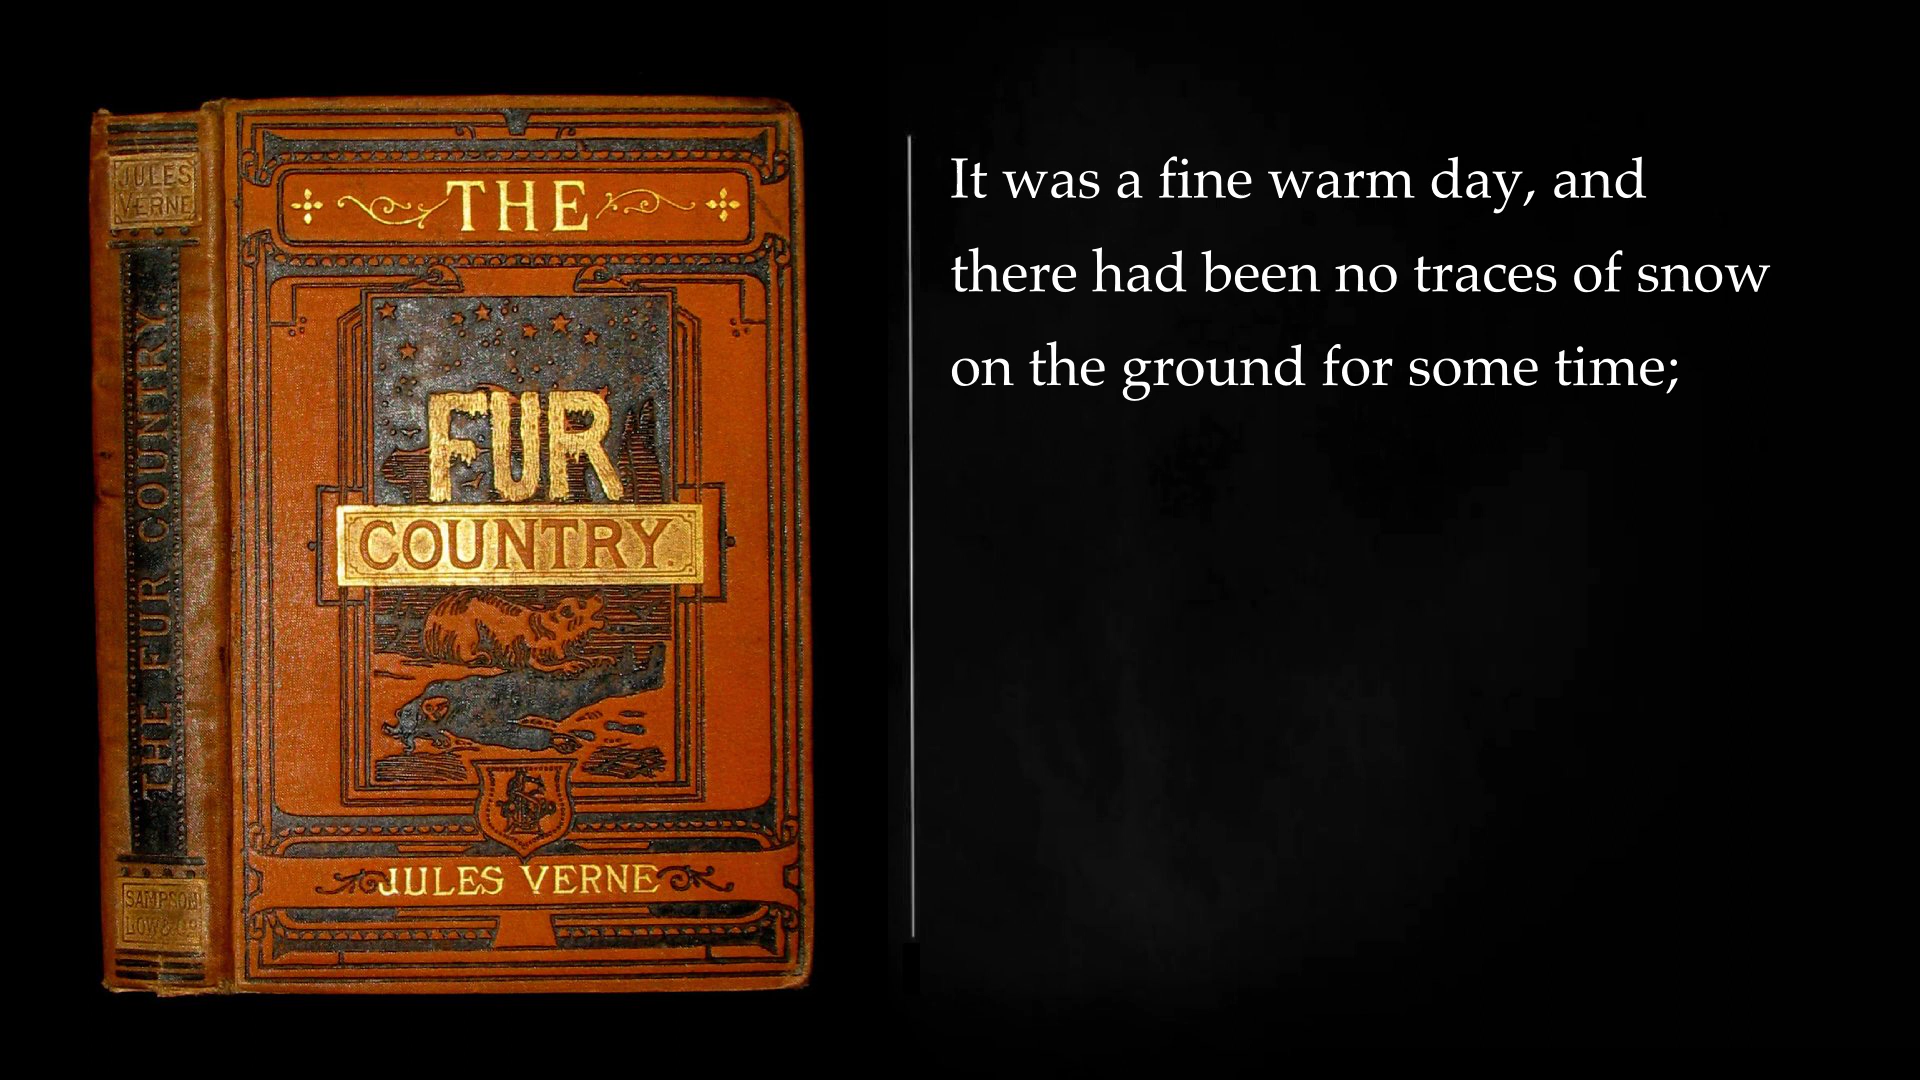 JULES
VERNE
THE FUR COUNTRY.
SAMPSON
LOW & Co
THE
FUR
COUNTRY.
JULES VERNE
It was a fine warm day, and
there had been no traces of snow
on the ground for some time;